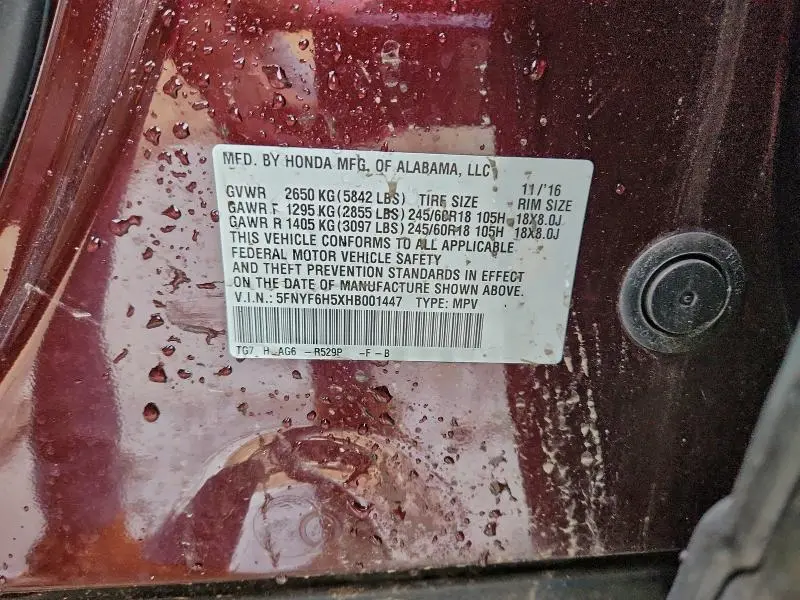 MFD. BY HONDA MFG. OF ALABAMA, LLC 11/'16
GVWR 2650 KG(5842 LBS) TIRE SIZE RIM SIZE
GAWR F 1295 KG(2855 LBS)245/60R18 105H 18X8.0J
GAWR R 1405 KG(3097 LBS)245/60R18 105H 18X8.0J
THIS VEHICLE CONFORMS TO ALL APPLICABLE
FEDERAL MOTOR VEHICLE SAFETY
AND THEFT PREVENTION STANDARDS IN EFFECT
ON THE DATE OF MANUFACTURE SHOWN ABOVE.
V.I.N.: 5FNYF6H5XHB001447 TYPE: MPV
TG7_H_AG6 -R529P -F-B